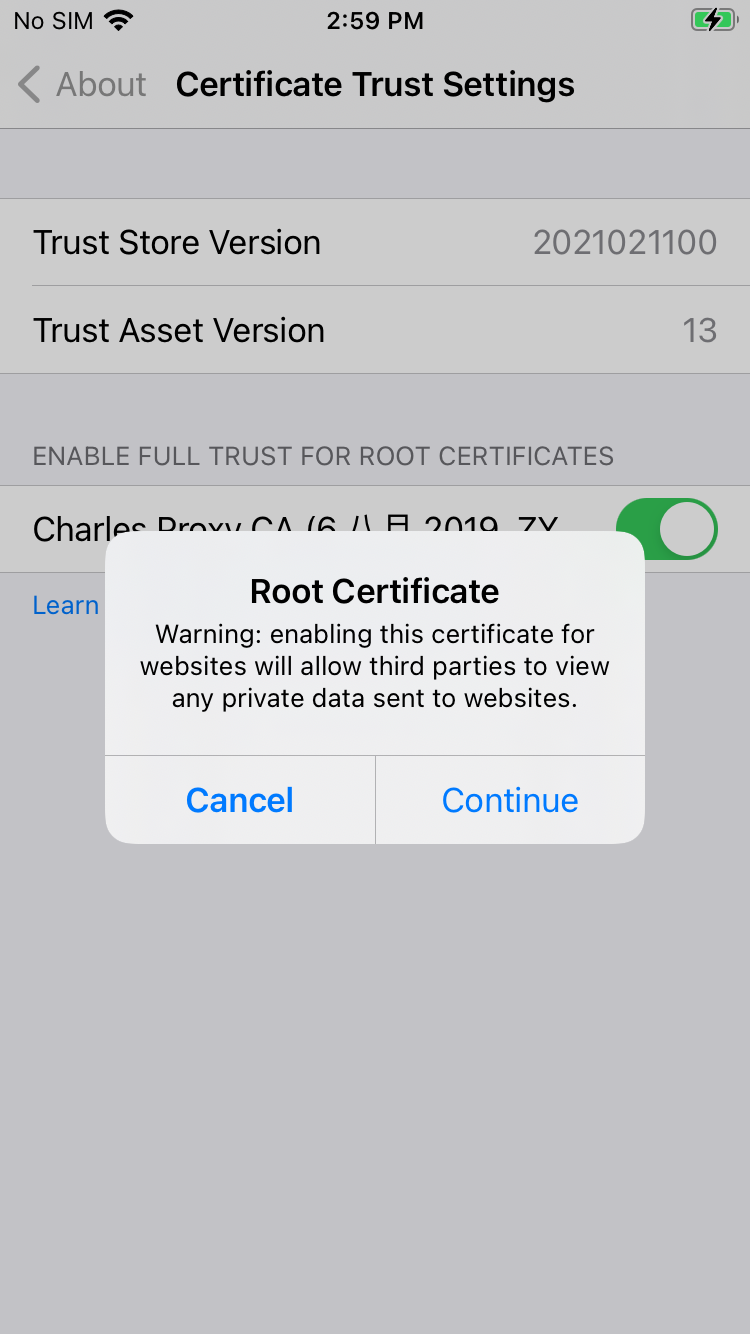 No SIM 2:59 PM
About Certificate Trust Settings
Trust Store Version 2021021100
Trust Asset Version 13
ENABLE FULL TRUST FOR ROOT CERTIFICATES
Charles Proxy CA (6 八月 2019, ZY
Learn
Root Certificate
Warning: enabling this certificate for
websites will allow third parties to view
any private data sent to websites.
Cancel Continue